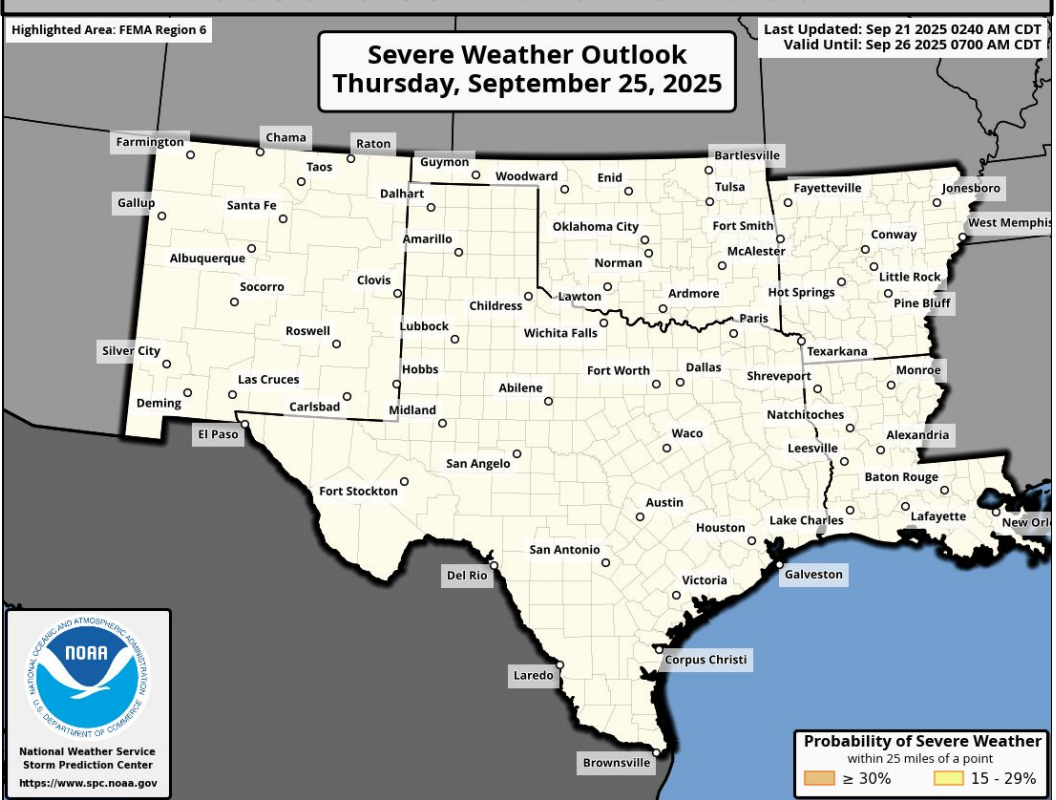 Highlighted Area: FEMA Region 6
Last Updated: Sep 21 2025 0240 AM CDT
Valid Until: Sep 26 2025 0700 AM CDT
Severe Weather Outlook
Thursday, September 25, 2025
Farmington
Chama
Raton
Guymon
Bartlesville
Taos
Woodward
Enid
Tulsa
Fayetteville
Jonesboro
Gallup
Santa Fe
Dalhart
Oklahoma City
Fort Smith
Conway
West Memphis
Albuquerque
Amarillo
Norman
McAlester
Little Rock
Socorro
Clovis
Childress
Lawton
Ardmore
Hot Springs
Pine Bluff
Roswell
Lubbock
Wichita Falls
Paris
Texarkana
Silver City
Las Cruces
Hobbs
Abilene
Fort Worth
Dallas
Shreveport
Monroe
Deming
Carlsbad
Midland
Natchitoches
El Paso
Waco
Leesville
Alexandria
San Angelo
Baton Rouge
Fort Stockton
Austin
Houston
Lake Charles
Lafayette
New Orl
Del Rio
San Antonio
Victoria
Galveston
Laredo
Corpus Christi
Brownsville
NATIONAL OCEANIC AND ATMOSPHERIC ADMINISTRATION
NOAA
U.S. DEPARTMENT OF COMMERCE
National Weather Service
Storm Prediction Center
https://www.spc.noaa.gov
Probability of Severe Weather
within 25 miles of a point
≥ 30%
15 - 29%